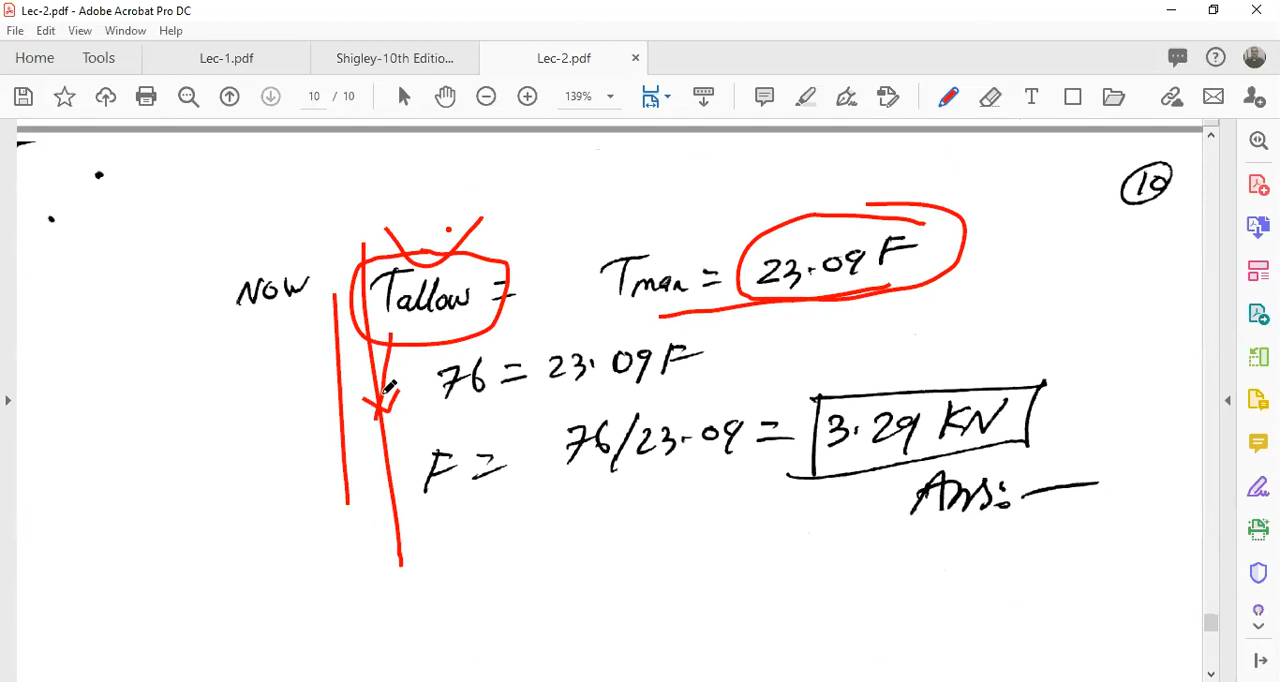 Lec-2.pdf - Adobe Acrobat Pro DC
File Edit View Window Help
Home Tools Lec-1.pdf Shigley-10th Editio... Lec-2.pdf ×
10 / 10 139%
10
NOW Tallow = Tman = 23.09 F
76 = 23.09 F
F = 76/23.09 = 3.29 KN
Ans:—